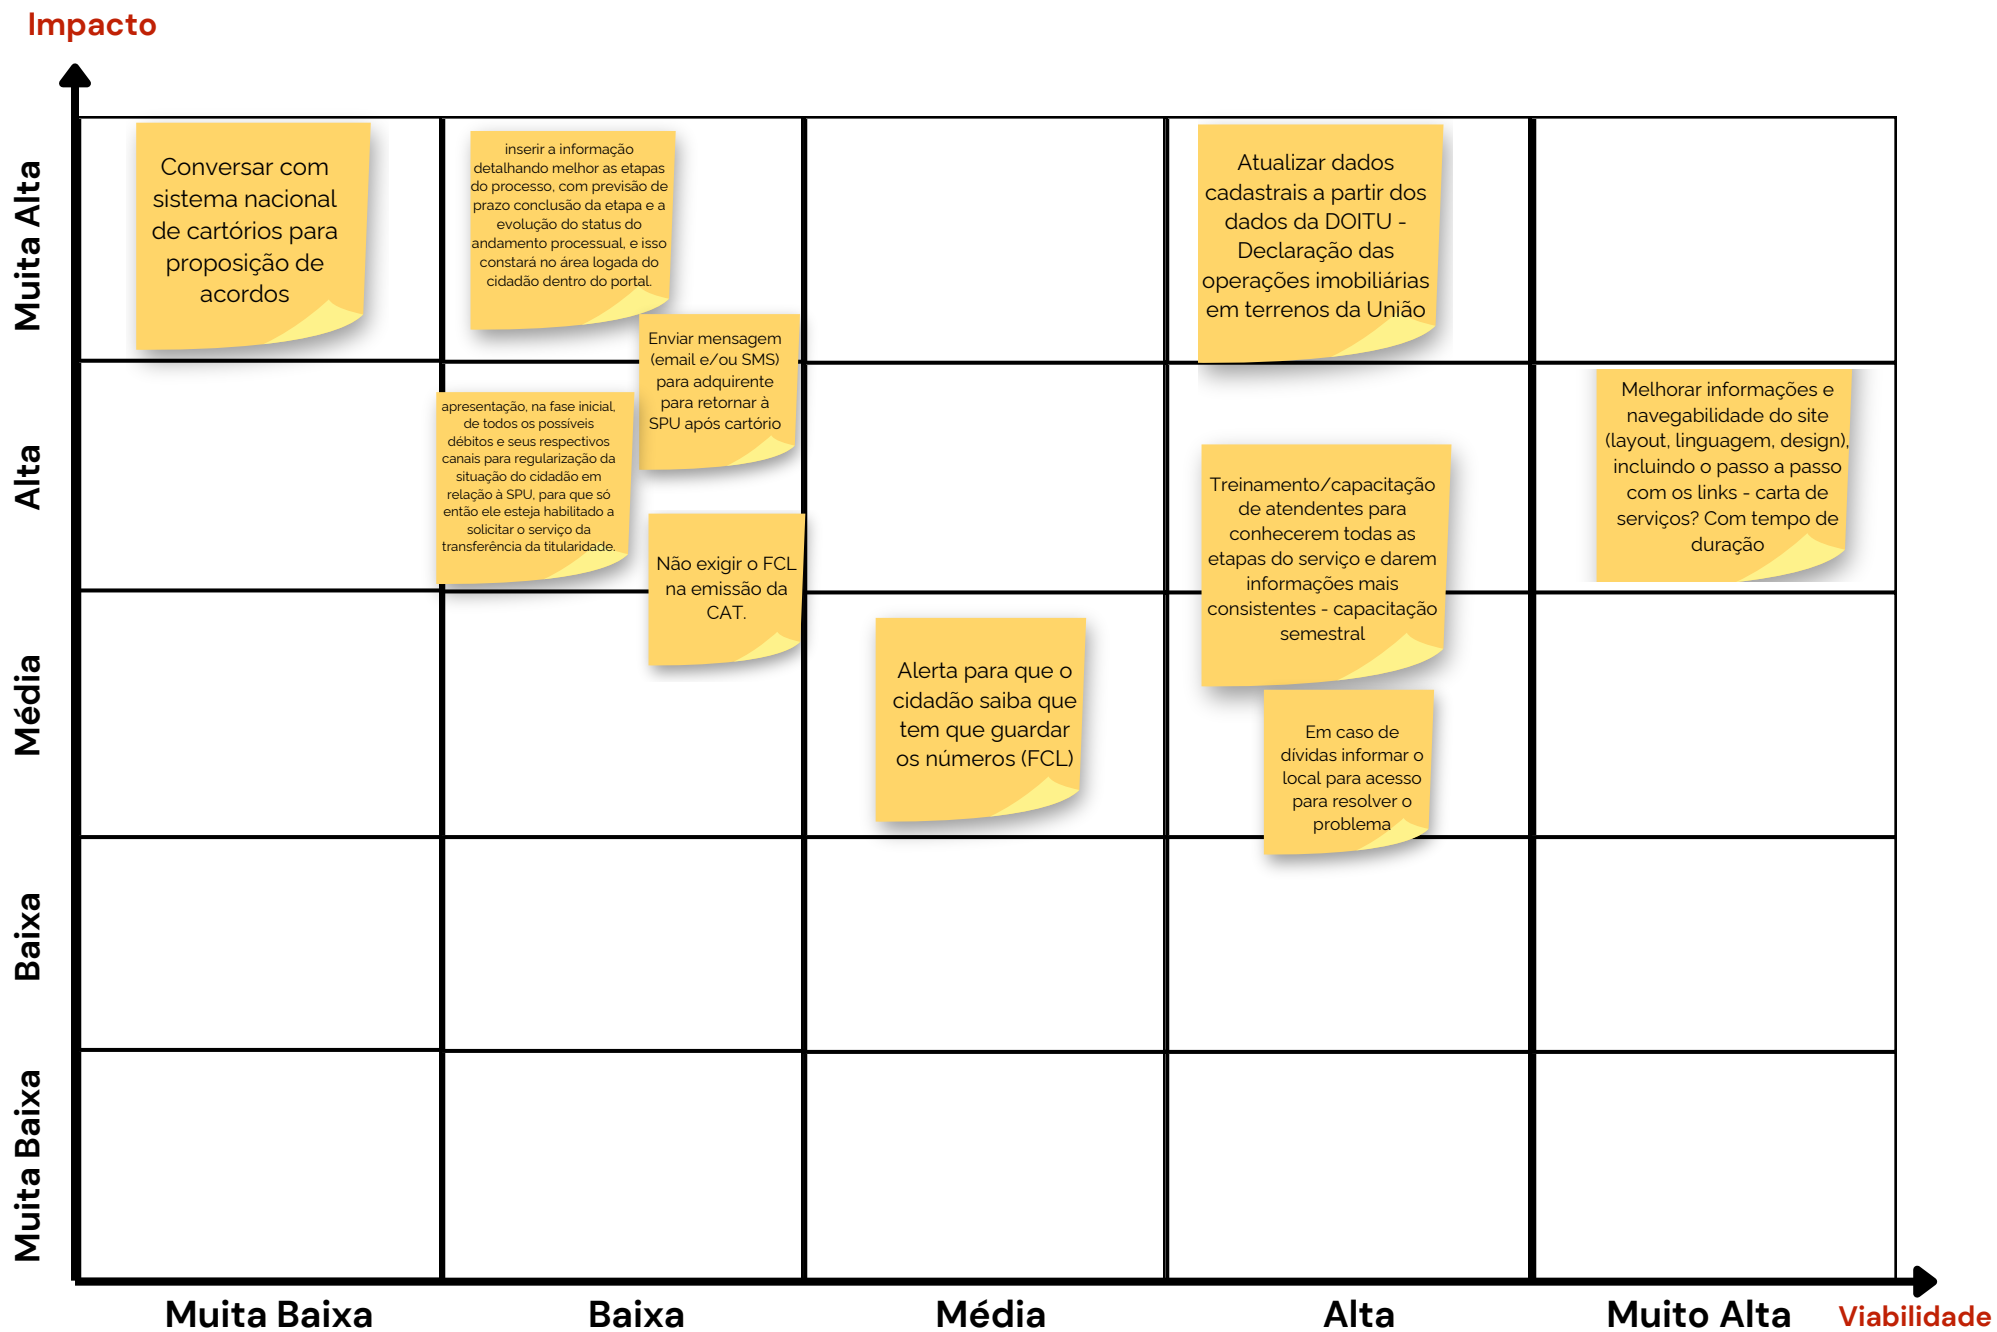 Impacto
Muita Alta
Alta
Média
Baixa
Muita Baixa
Conversar com
sistema nacional
de cartórios para
proposição de
acordos
inserir a informação
detalhando melhor as etapas
do processo, com previsão de
prazo conclusão da etapa e a
evolução do status do
andamento processual, e isso
constará no área logada do
cidadão dentro do portal.
Enviar mensagem
(email e/ou SMS)
para adquirente
para retornar à
SPU após cartório
apresentação, na fase inicial,
de todos os possíveis
débitos e seus respectivos
canais para regularização da
situação do cidadão em
relação à SPU, para que só
então ele esteja habilitado a
solicitar o serviço da
transferência da titularidade.
Não exigir o FCL
na emissão da
CAT.
Alerta para que o
cidadão saiba que
tem que guardar
os números (FCL)
Atualizar dados
cadastrais a partir dos
dados da DOITU -
Declaração das
operações imobiliárias
em terrenos da União
Treinamento/capacitação
de atendentes para
conhecerem todas as
etapas do serviço e darem
informações mais
consistentes - capacitação
semestral
Em caso de
dívidas informar o
local para acesso
para resolver o
problema
Melhorar informações e
navegabilidade do site
(layout, linguagem, design),
incluindo o passo a passo
com os links - carta de
serviços? Com tempo de
duração
Muita Baixa
Baixa
Média
Alta
Muito Alta
Viabilidade